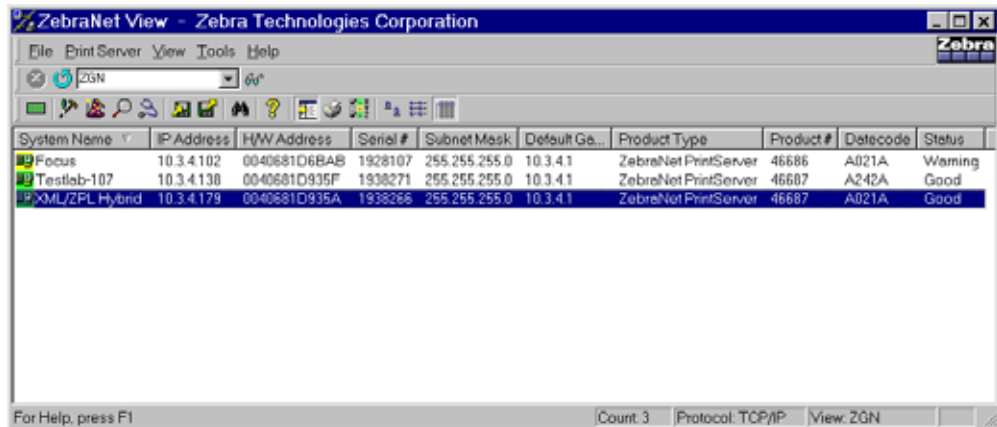 ZebraNet View - Zebra Technologies Corporation
File Print Server View Tools Help
Zebra
ZGN
System Name IP Address H/W Address Serial # Subnet Mask Default Ga... Product Type Product # Datecode Status
Focus 10.3.4.102 0040681D6BAB 1928107 255.255.255.0 10.3.4.1 ZebraNet PrintServer 46686 A021A Warning
Testlab-107 10.3.4.138 0040681D935F 1938271 255.255.255.0 10.3.4.1 ZebraNet PrintServer 46687 A242A Good
XML/ZPL Hybrid 10.3.4.179 0040681D935A 1938266 255.255.255.0 10.3.4.1 ZebraNet PrintServer 46687 A021A Good
For Help, press F1 Count: 3 Protocol: TCP/IP View: ZGN